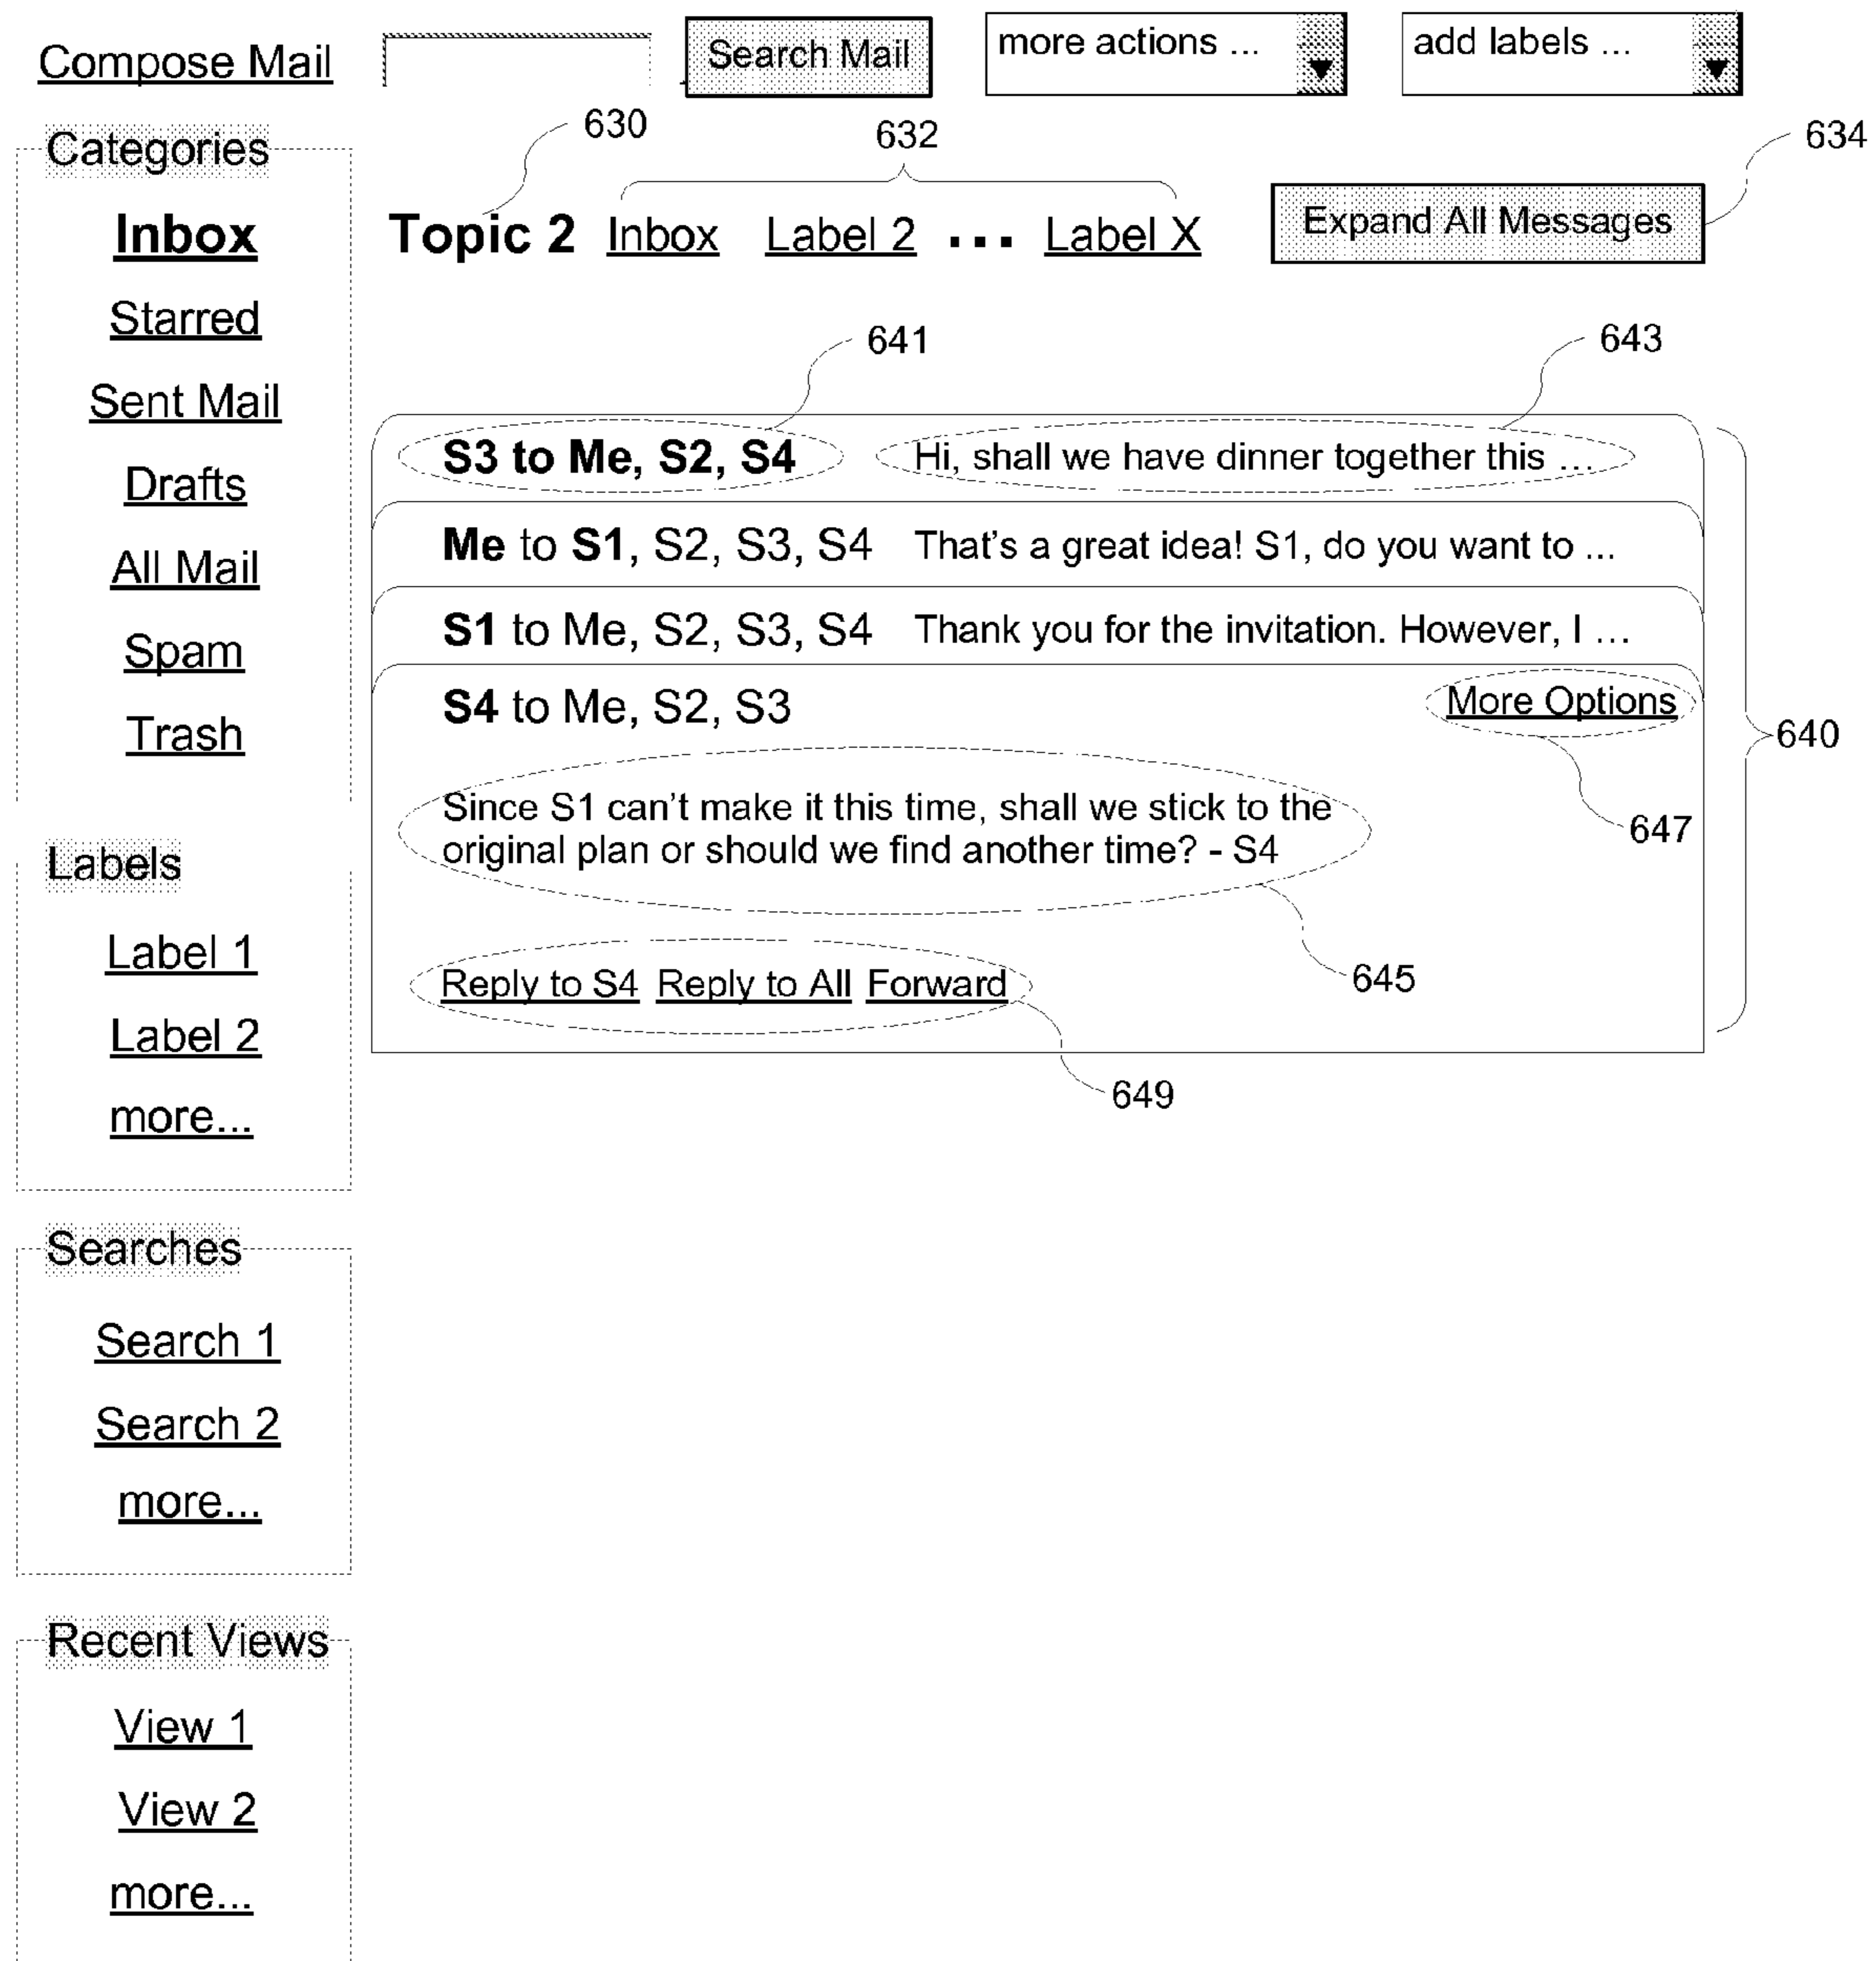 Compose Mail
Search Mail
more actions ...
add labels ...
630
632
634
Categories
Inbox
Starred
Sent Mail
Drafts
All Mail
Spam
Trash
Labels
Label 1
Label 2
more...
Searches
Search 1
Search 2
more...
Recent Views
View 1
View 2
more...
Topic 2 Inbox Label 2 ... Label X
Expand All Messages
641
643
S3 to Me, S2, S4 Hi, shall we have dinner together this ...
Me to S1, S2, S3, S4 That's a great idea! S1, do you want to ...
S1 to Me, S2, S3, S4 Thank you for the invitation. However, I ...
S4 to Me, S2, S3 More Options
640
647
Since S1 can't make it this time, shall we stick to the
original plan or should we find another time? - S4
645
Reply to S4 Reply to All Forward
649